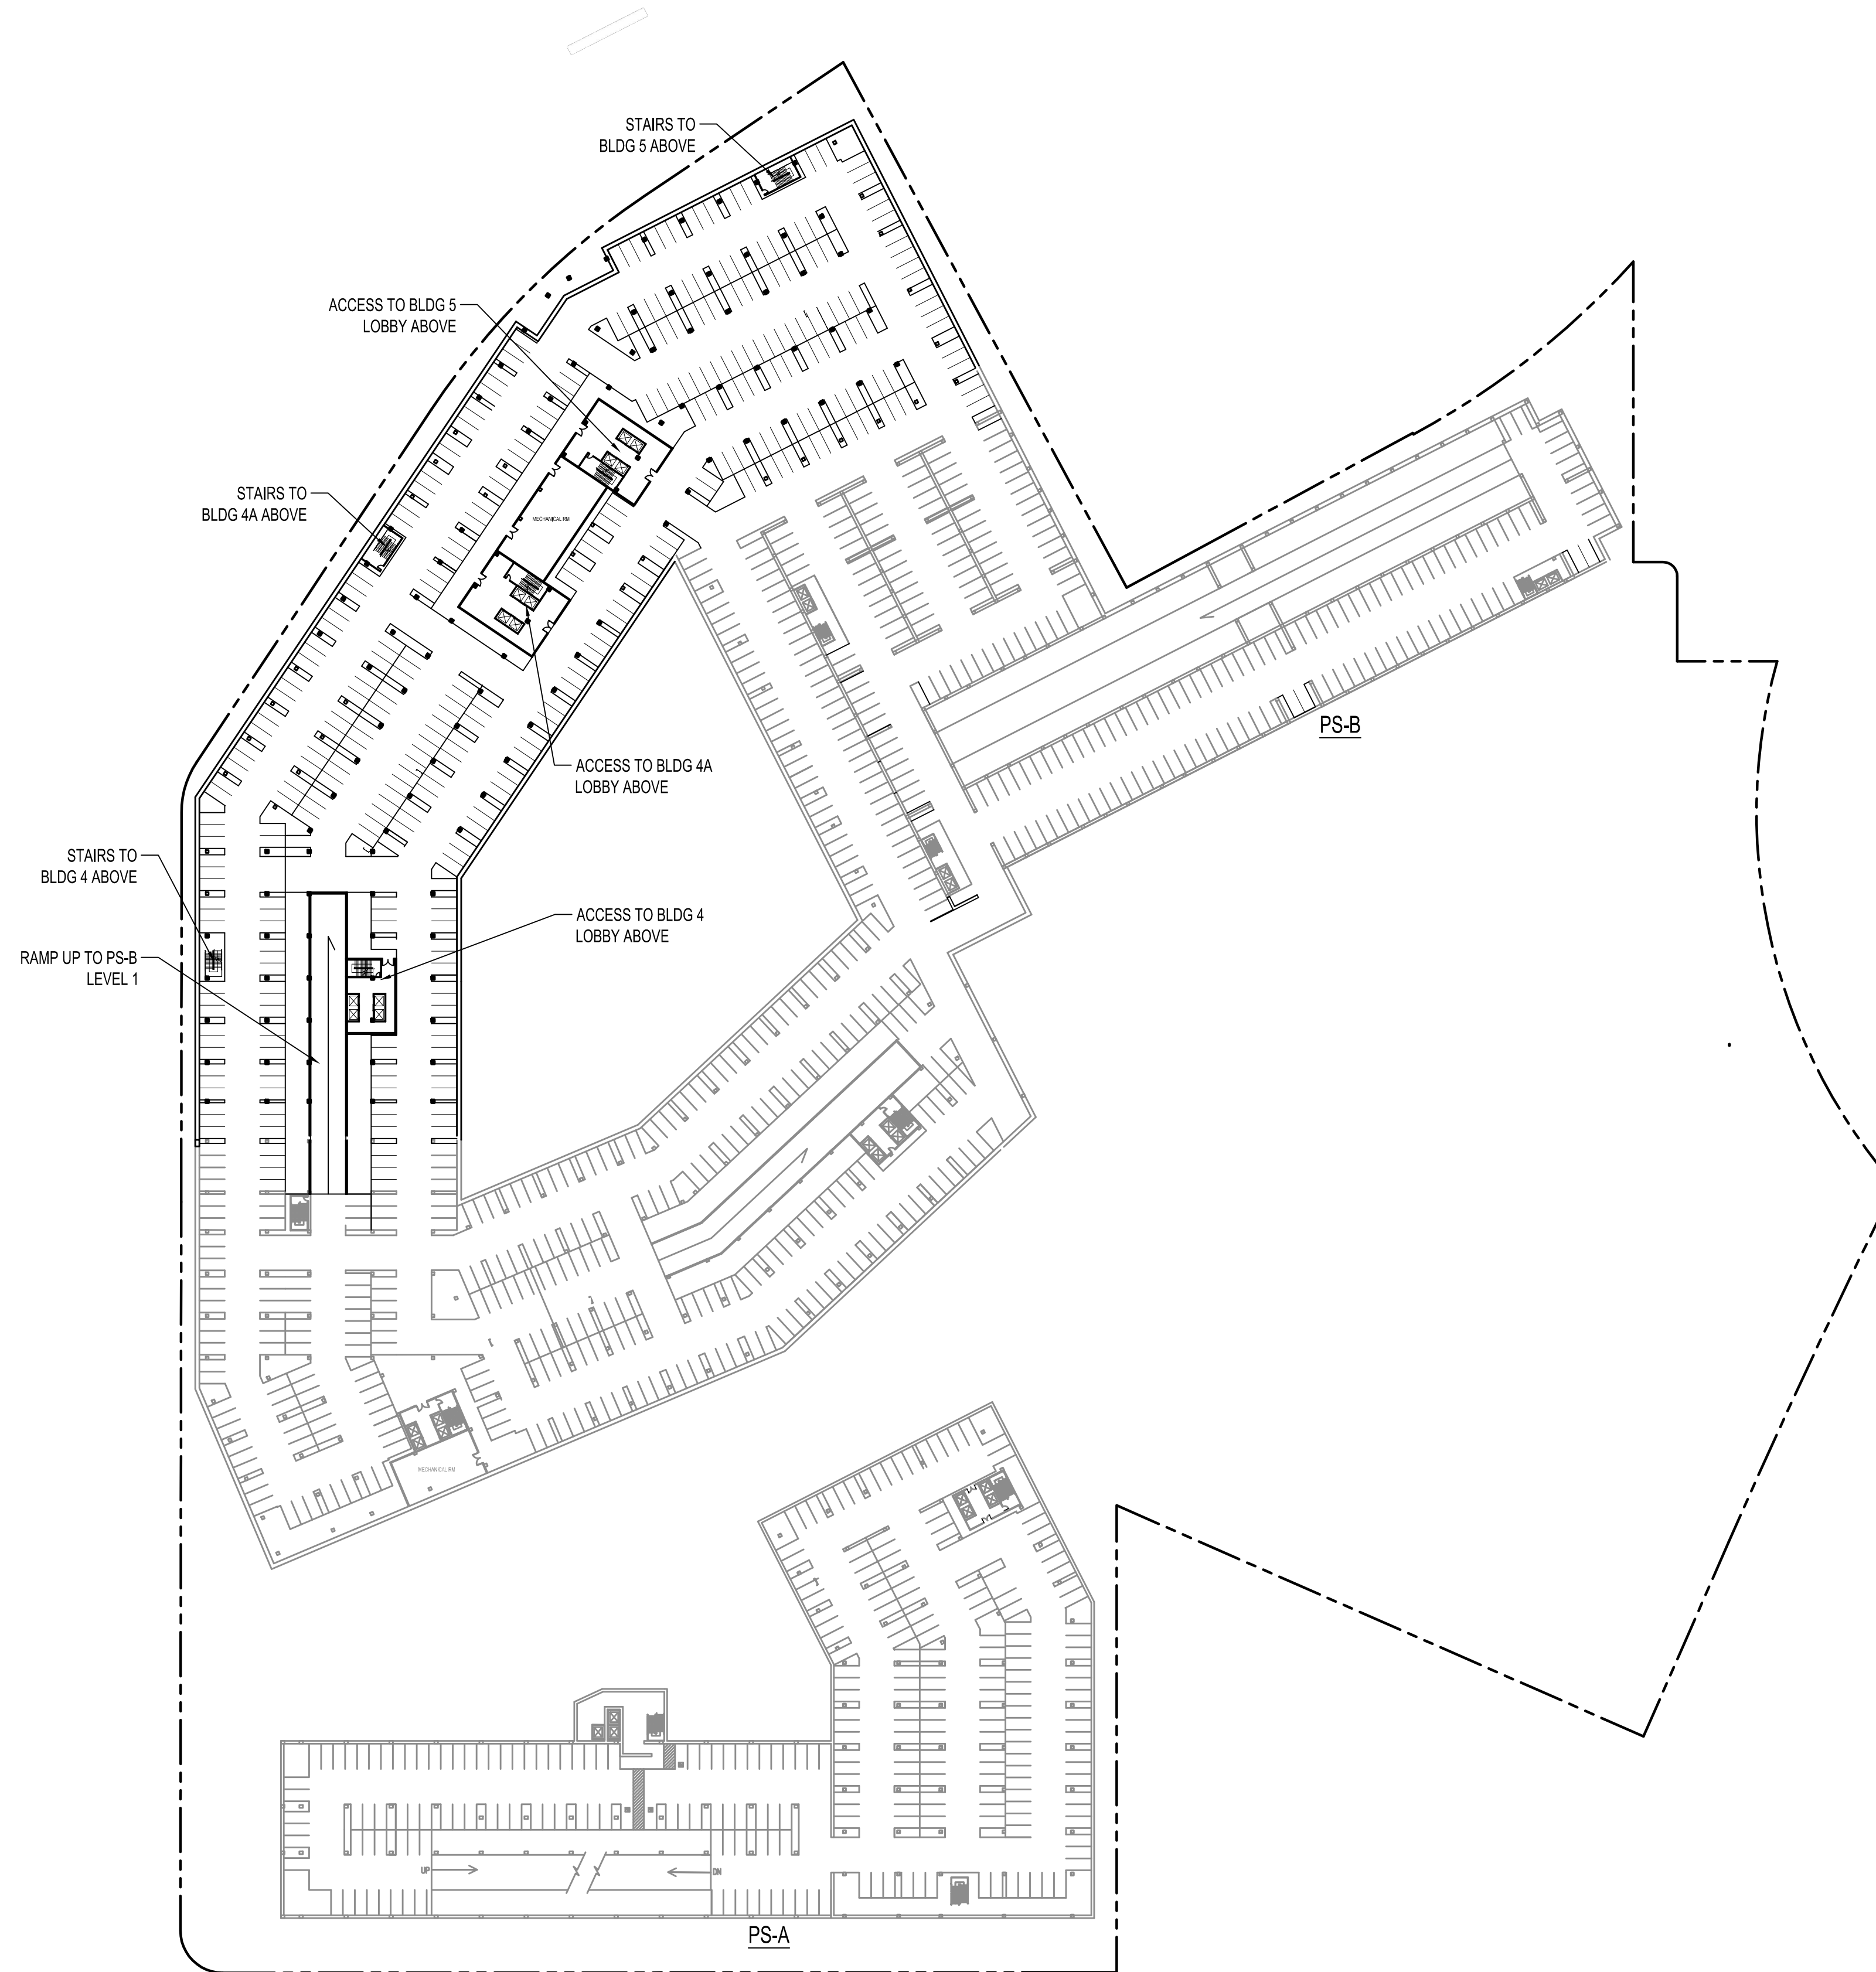 STAIRS TO
BLDG 5 ABOVE
ACCESS TO BLDG 5
LOBBY ABOVE
STAIRS TO
BLDG 4A ABOVE
MECHANICAL RM
PS-B
ACCESS TO BLDG 4A
LOBBY ABOVE
STAIRS TO
BLDG 4 ABOVE
ACCESS TO BLDG 4
LOBBY ABOVE
RAMP UP TO PS-B
LEVEL 1
MECHANICAL RM
UP
DN
PS-A